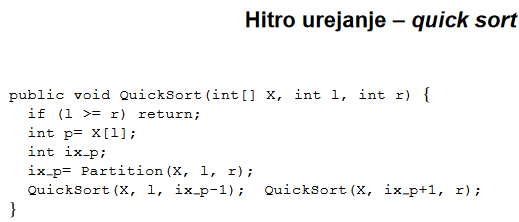 Hitro urejanje – quick sort
public void QuickSort(int[] X, int l, int r) {
if (l >= r) return;
int p= X[l];
int ix_p;
ix_p= Partition(X, l, r);
QuickSort(X, l, ix_p-1);  QuickSort(X, ix_p+1, r);
}